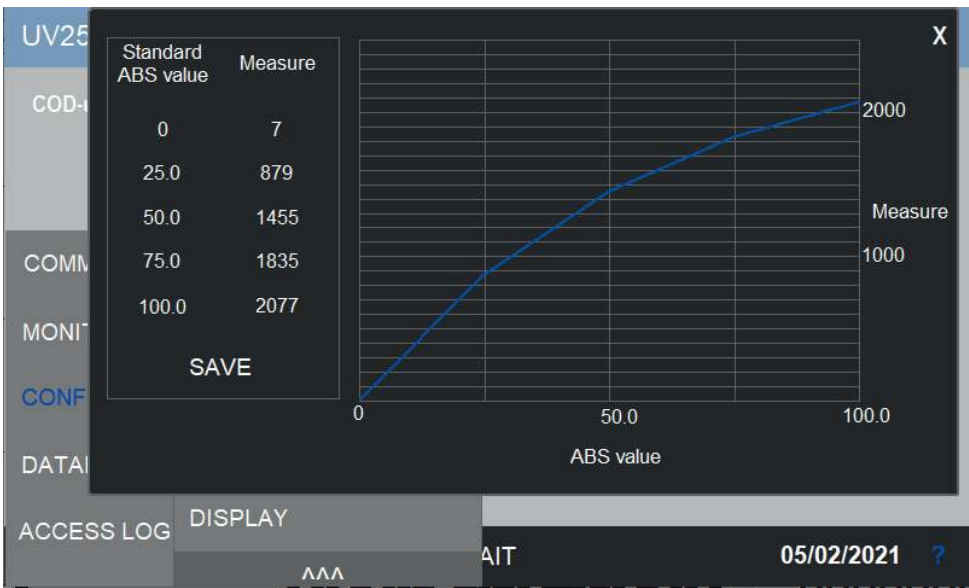 UV25
X
Standard
ABS value
Measure
0 7
25.0 879
50.0 1455
75.0 1835
100.0 2077
SAVE
2000
Measure
1000
0
50.0
100.0
ABS value
COMM
MONIT
CONF
DATA
ACCESS LOG
DISPLAY
^^^
AIT
05/02/2021
?